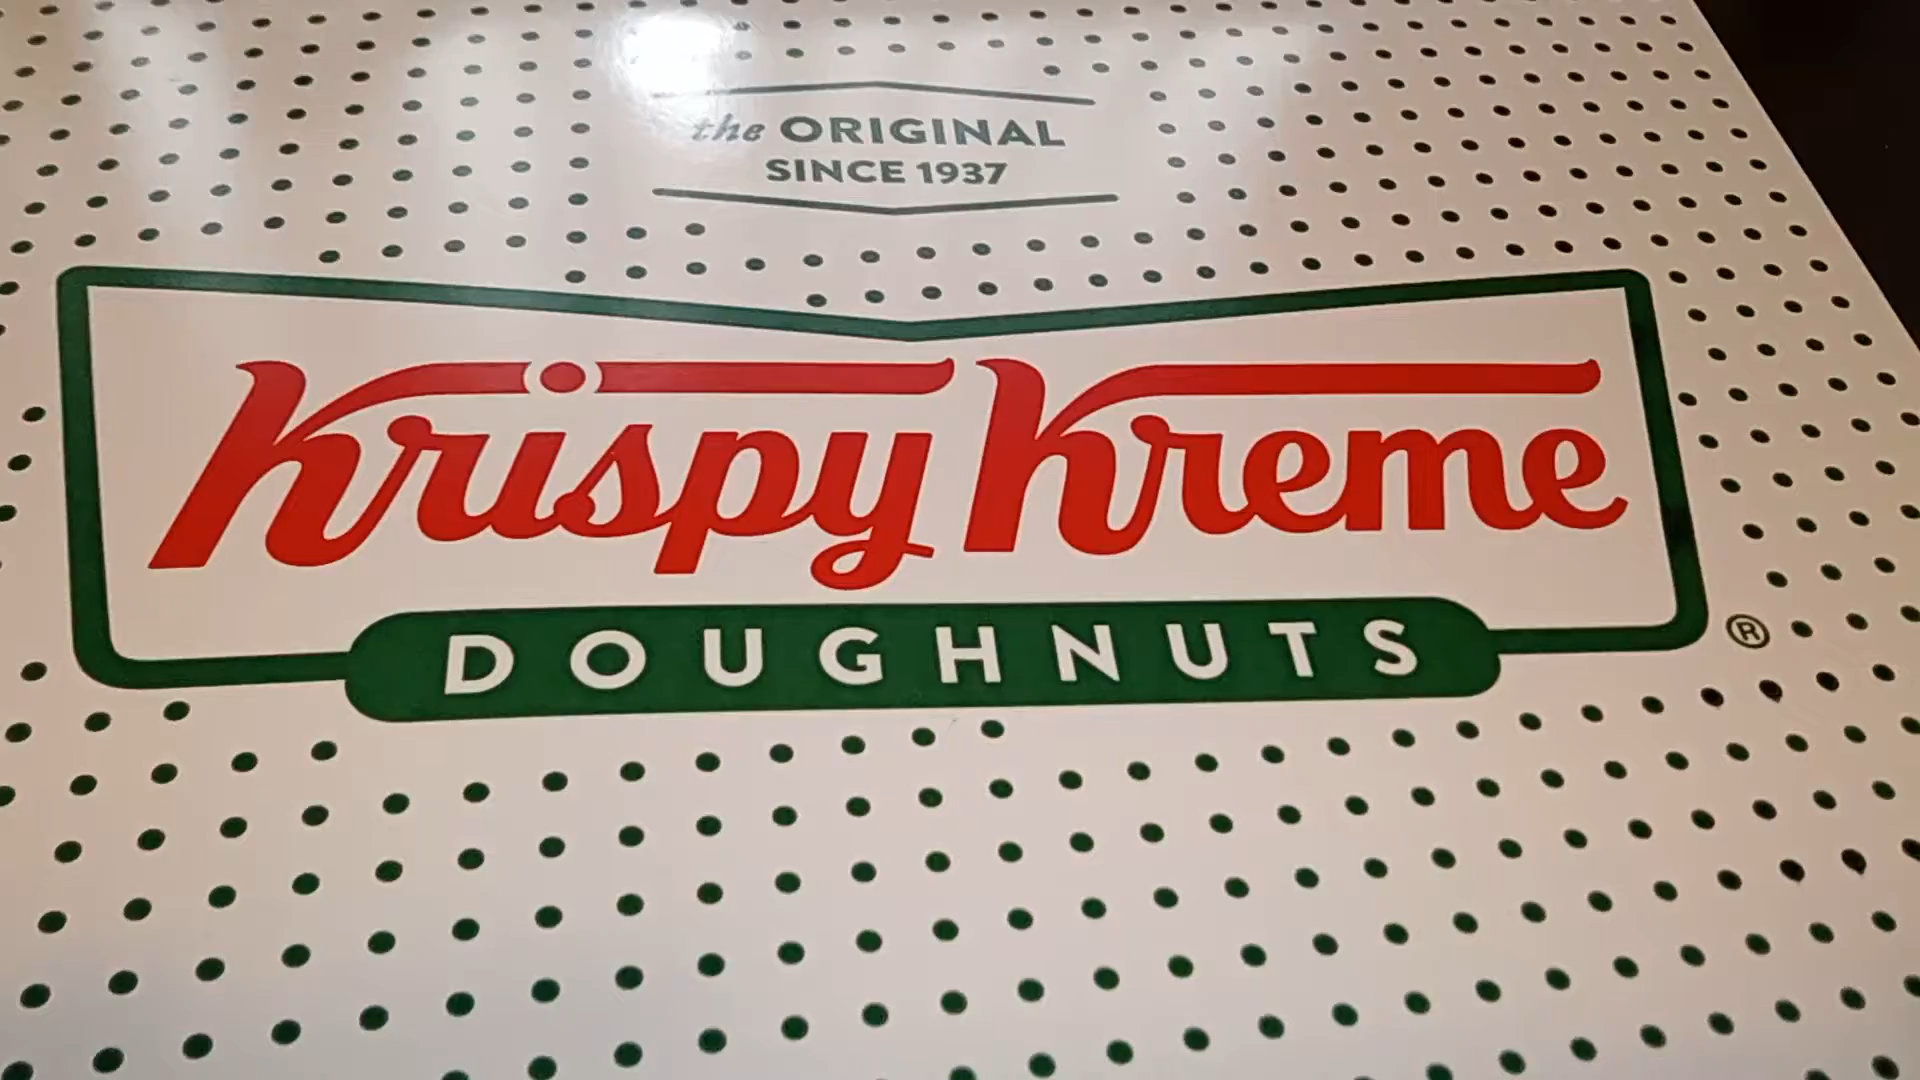 the ORIGINAL
SINCE 1937
Krispy Kreme
DOUGHNUTS
®